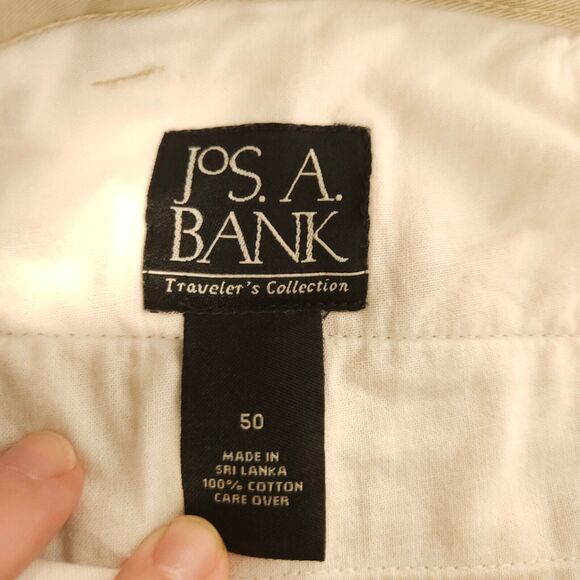 JoS. A.
BANK
Traveler's Collection
50
MADE IN
SRI LANKA
100% COTTON
CARE OVER